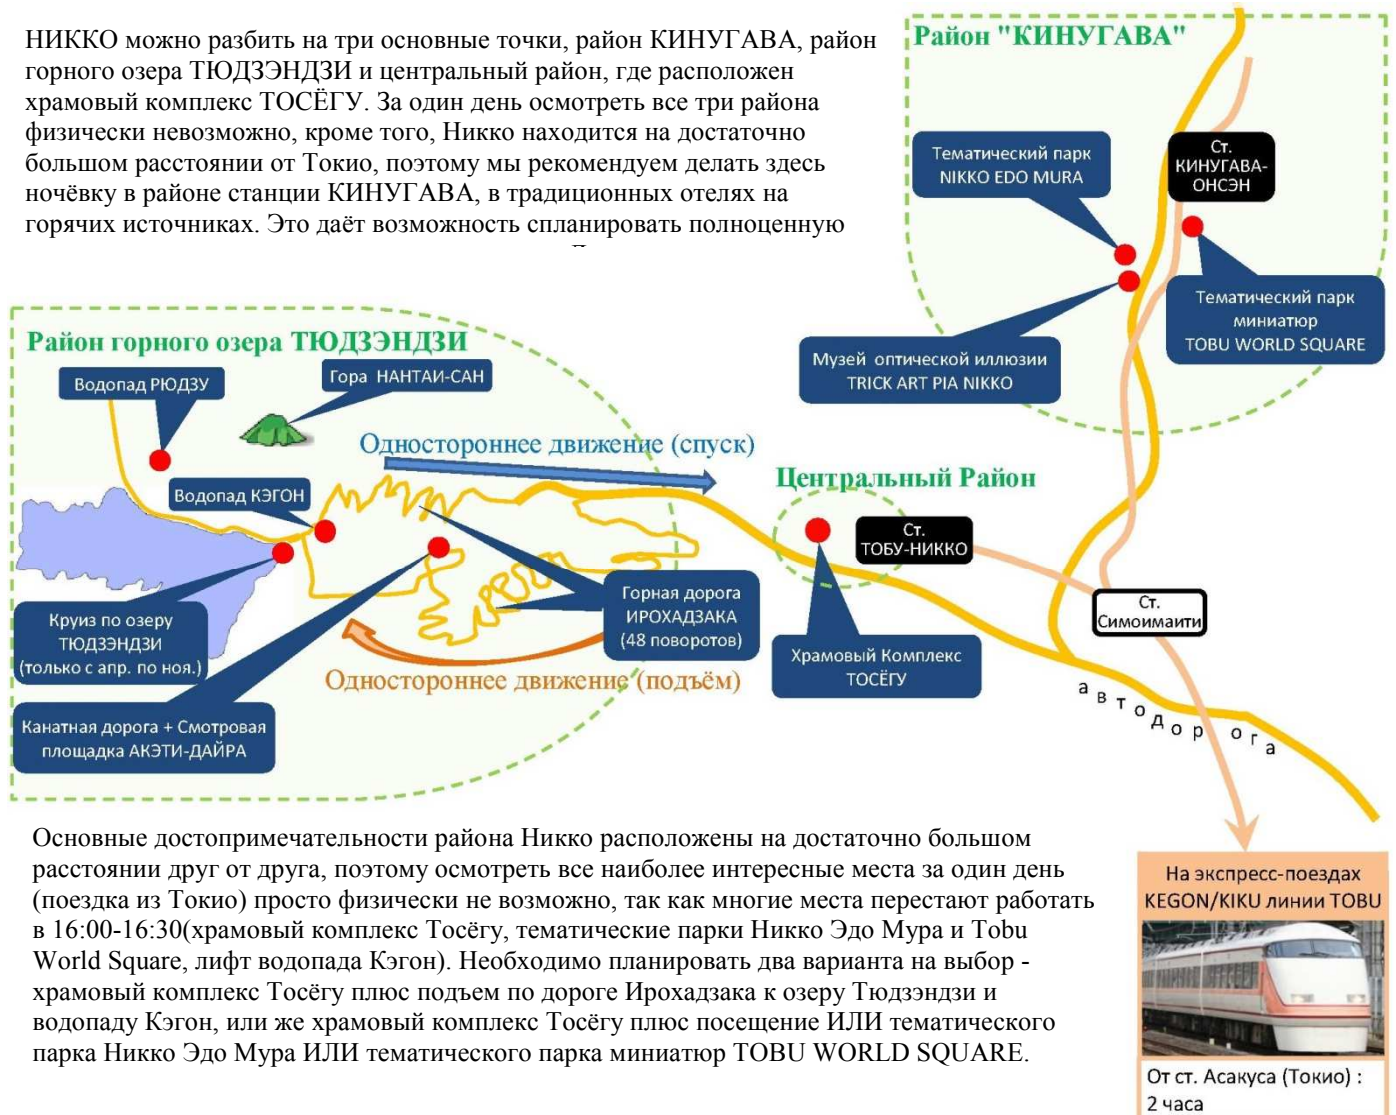 НИККО можно разбить на три основные точки, район КИНУГАВА, район
горного озера ТЮДЗЭНДЗИ и центральный район, где расположен
храмовый комплекс ТОСЁГУ. За один день осмотреть все три района
физически невозможно, кроме того, Никко находится на достаточно
большом расстоянии от Токио, поэтому мы рекомендуем делать здесь
ночёвку в районе станции КИНУГАВА, в традиционных отелях на
горячих источниках. Это даёт возможность спланировать полноценную
Район "КИНУГАВА"
Тематический парк
NIKKO EDO MURA
Ст.
КИНУГАВА-
ОНСЭН
Тематический парк
миниатюр
TOBU WORLD SQUARE
Музей оптической иллюзии
TRICK ART PIA NIKKO
Район горного озера ТЮДЗЭНДЗИ
Водопад РЮДЗУ
Гора НАНТАИ-САН
Одностороннее движение (спуск)
Водопад КЭГОН
Центральный Район
Ст.
ТОБУ-НИККО
Горная дорога
ИРОХАДЗАКА
(48 поворотов)
Ст.
Симоимаити
Круиз по озеру
ТЮДЗЭНДЗИ
(только с апр. по ноя.)
Храмовый Комплекс
ТОСЁГУ
Одностороннее движение (подъём)
автодорога
Канатная дорога + Смотровая
площадка АКЭТИ-ДАЙРА
Основные достопримечательности района Никко расположены на достаточно большом
расстоянии друг от друга, поэтому осмотреть все наиболее интересные места за один день
(поездка из Токио) просто физически не возможно, так как многие места перестают работать
в 16:00-16:30(храмовый комплекс Тосёгу, тематические парки Никко Эдо Мура и Tobu
World Square, лифт водопада Кэгон). Необходимо планировать два варианта на выбор -
храмовый комплекс Тосёгу плюс подъем по дороге Ирохадзака к озеру Тюдзэндзи и
водопаду Кэгон, или же храмовый комплекс Тосёгу плюс посещение ИЛИ тематического
парка Никко Эдо Мура ИЛИ тематического парка миниатюр TOBU WORLD SQUARE.
На экспресс-поездах
KEGON/KIKU линии TOBU
От ст. Асакуса (Токио) :
2 часа